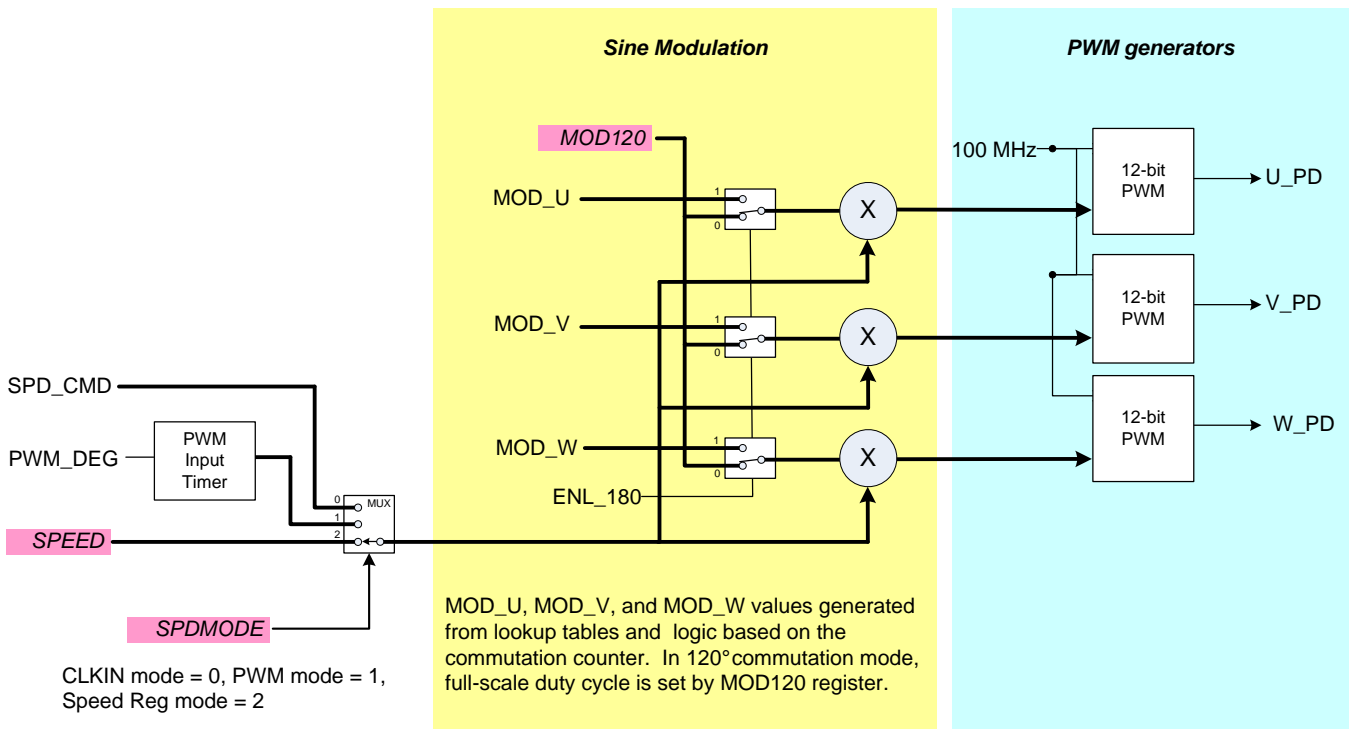 Sine Modulation
PWM generators
MOD120
100 MHz
12-bit
PWM
U_PD
MOD_U
1
0
X
12-bit
PWM
V_PD
MOD_V
1
0
X
SPD_CMD
12-bit
PWM
W_PD
MOD_W
1
0
X
PWM_DEG
PWM
Input
Timer
ENL_180
0
MUX
1
SPEED
2
SPDMODE
CLKIN mode = 0, PWM mode = 1,
Speed Reg mode = 2
MOD_U, MOD_V, and MOD_W values generated
from lookup tables and logic based on the
commutation counter. In 120° commutation mode,
full-scale duty cycle is set by MOD120 register.